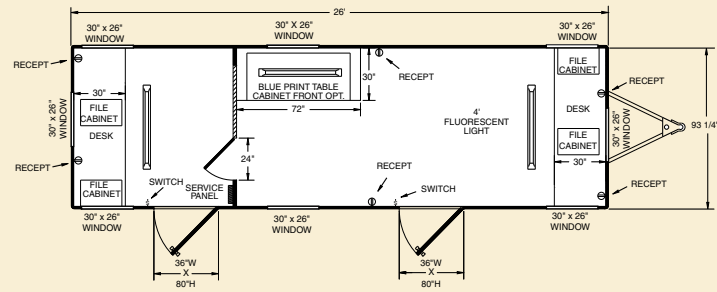 26'
30" x 26"
WINDOW
30" X 26"
WINDOW
30" x 26"
WINDOW
RECEPT
30"
FILE
CABINET
DESK
FILE
CABINET
30" x 26"
WINDOW
RECEPT
BLUE PRINT TABLE
CABINET FRONT OPT.
30"
72"
RECEPT
4'
FLUORESCENT
LIGHT
FILE
CABINET
DESK
FILE
CABINET
30"
RECEPT
30" x 26"
WINDOW
93 1/4"
RECEPT
24"
SWITCH
SERVICE
PANEL
RECEPT
SWITCH
30" x 26"
WINDOW
30" x 26"
WINDOW
30" x 26"
WINDOW
36"W
X
80"H
36"W
X
80"H